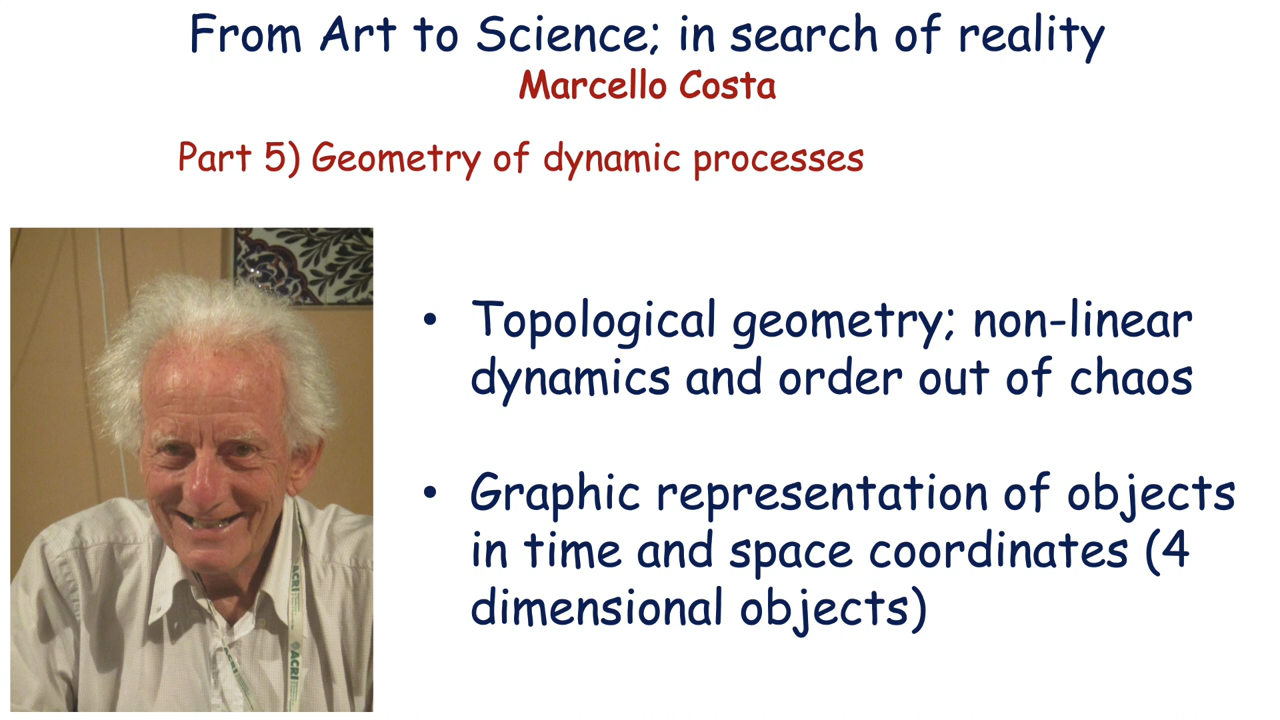 From Art to Science; in search of reality
Marcello Costa
Part 5) Geometry of dynamic processes
• Topological geometry; non-linear
dynamics and order out of chaos
• Graphic representation of objects
in time and space coordinates (4
dimensional objects)
ACRI
ACRI